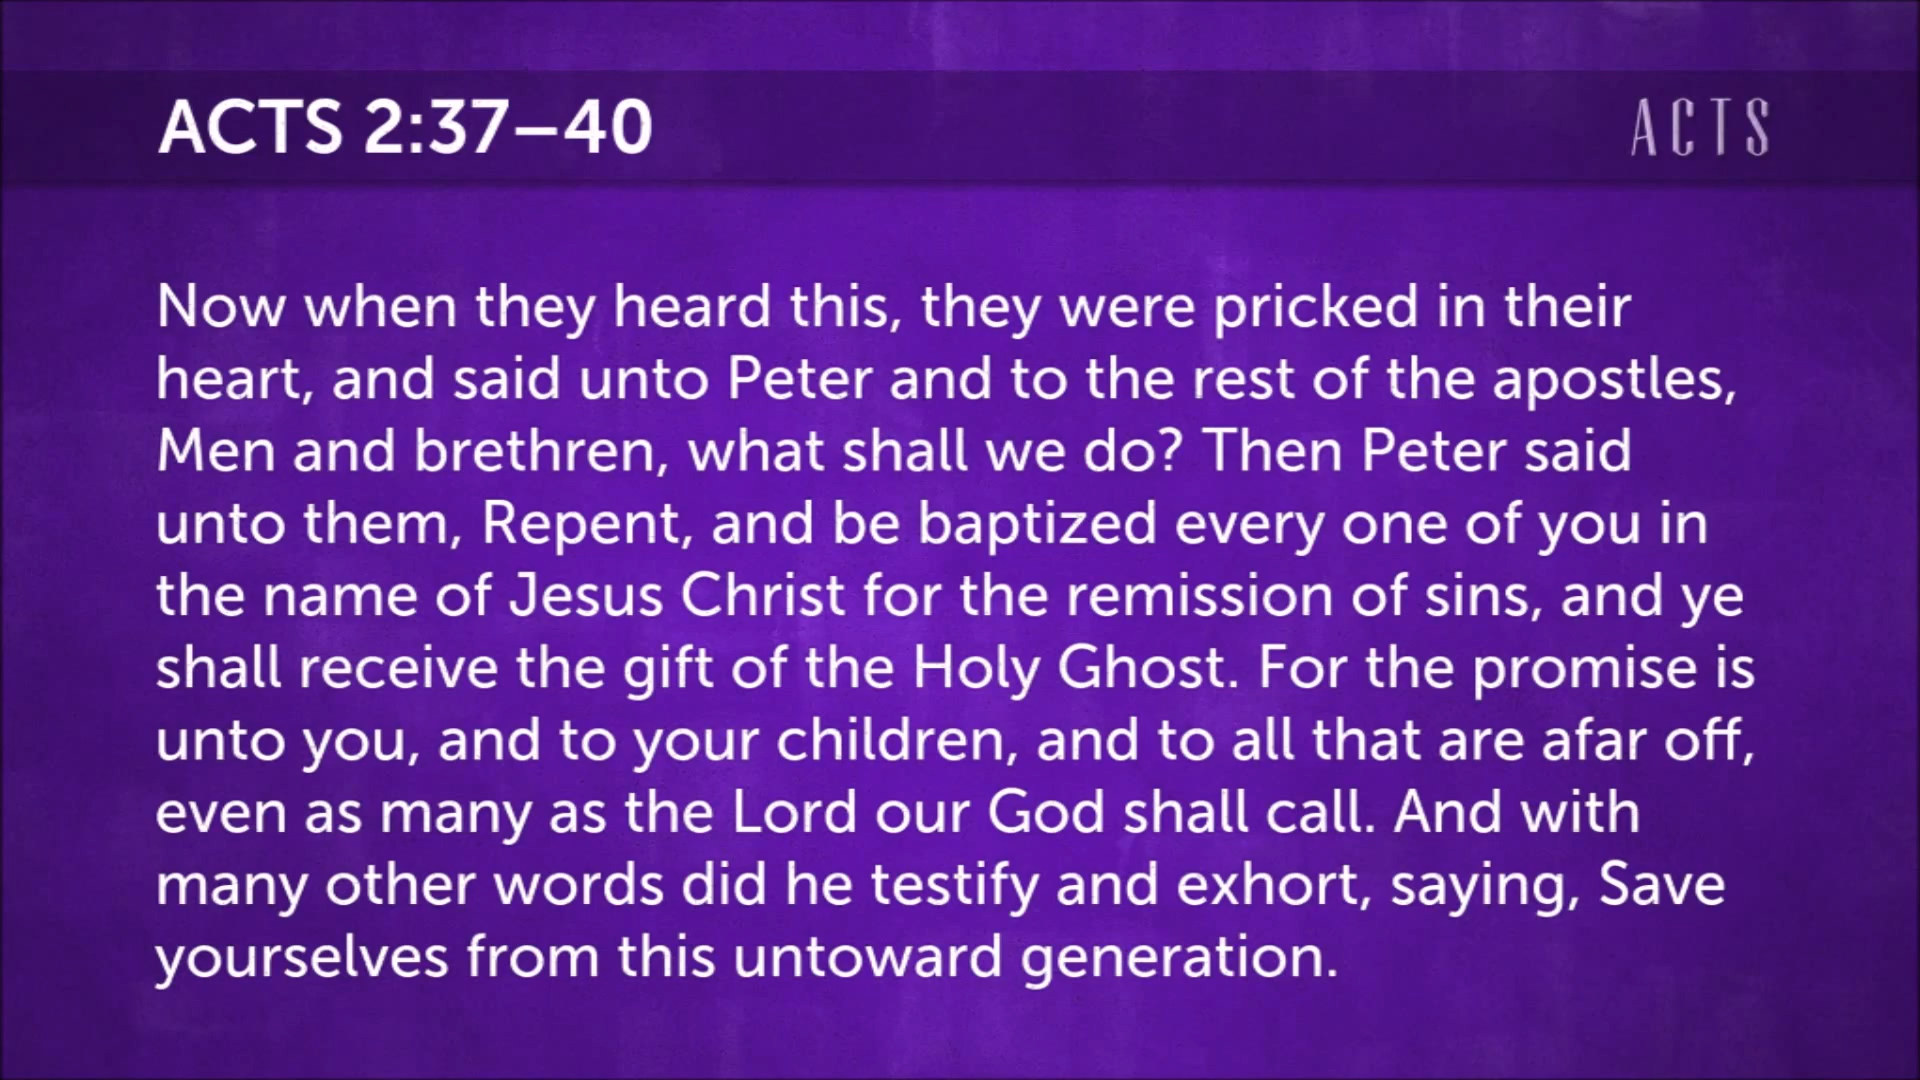 ACTS 2:37–40
ACTS
Now when they heard this, they were pricked in their
heart, and said unto Peter and to the rest of the apostles,
Men and brethren, what shall we do? Then Peter said
unto them, Repent, and be baptized every one of you in
the name of Jesus Christ for the remission of sins, and ye
shall receive the gift of the Holy Ghost. For the promise is
unto you, and to your children, and to all that are afar off,
even as many as the Lord our God shall call. And with
many other words did he testify and exhort, saying, Save
yourselves from this untoward generation.